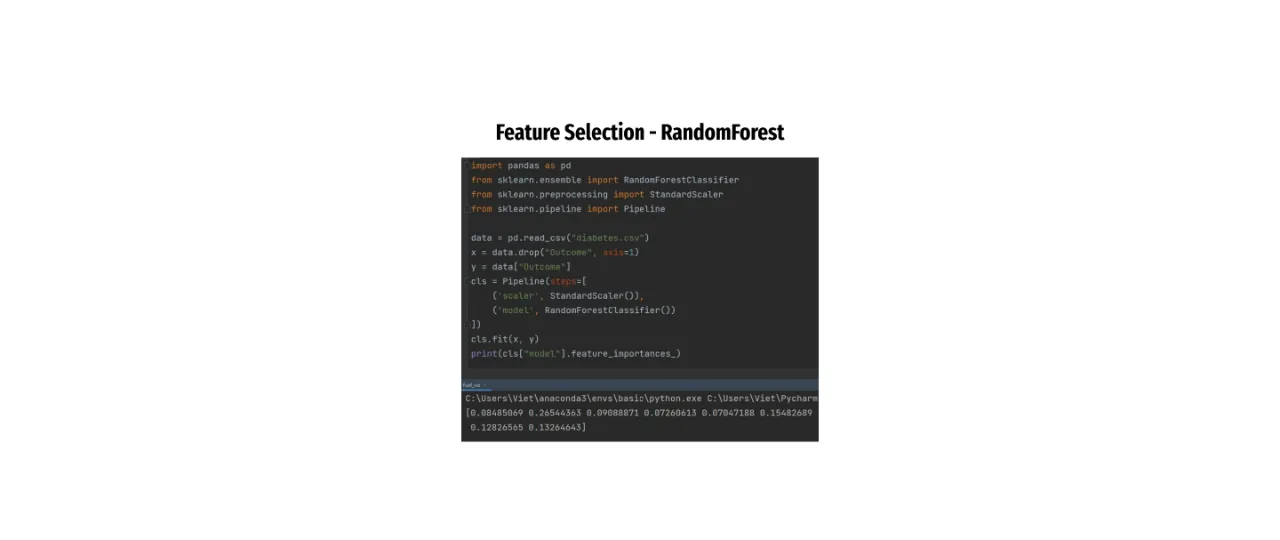 Feature Selection - RandomForest
import pandas as pd
from sklearn.ensemble import RandomForestClassifier
from sklearn.preprocessing import StandardScaler
from sklearn.pipeline import Pipeline
data = pd.read_csv("diabetes.csv")
x = data.drop("Outcome", axis=1)
y = data["Outcome"]
cls = Pipeline(steps=[
('scaler', StandardScaler()),
('model', RandomForestClassifier())
])
cls.fit(x, y)
print(cls["model"].feature_importances_)
C:\Users\Viet\anaconda3\envs\basic\python.exe C:\Users\Viet\Pycharm
[0.08485069 0.26544363 0.09088871 0.07260613 0.07047188 0.15482689
0.12826565 0.13264643]